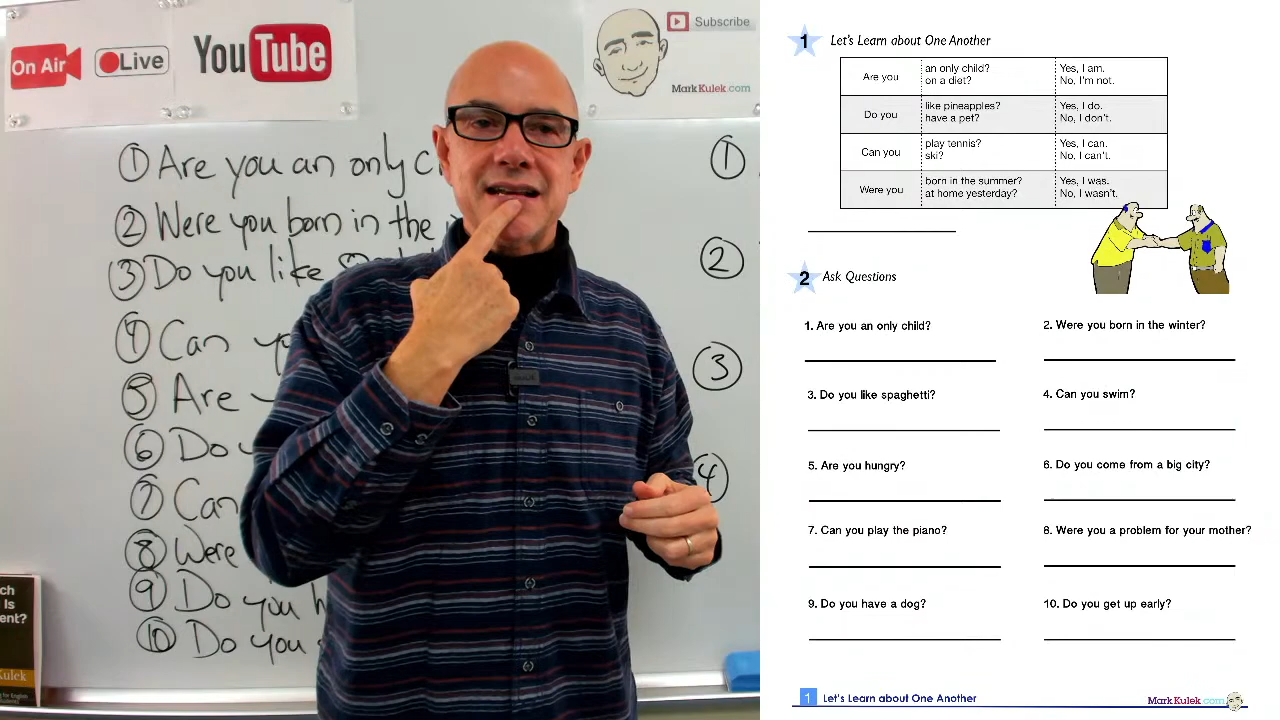 On Air
Live
YouTube
Subscribe
MarkKulek.com
① Are you an only
② Were you born in the
③ Do you like
④ Can
⑤ Are
⑥ Do
⑦ Can
⑧ Were
⑨ Do you
⑩ Do you
①
②
③
④
Is
ent?
Kulek
1 Let's Learn about One Another
Are you
an only child?
on a diet?
Yes, I am.
No, I'm not.
Do you
like pineapples?
have a pet?
Yes, I do.
No, I don't.
Can you
play tennis?
ski?
Yes, I can.
No, I can't.
Were you
born in the summer?
at home yesterday?
Yes, I was.
No, I wasn't.
2 Ask Questions
1. Are you an only child?
2. Were you born in the winter?
3. Do you like spaghetti?
4. Can you swim?
5. Are you hungry?
6. Do you come from a big city?
7. Can you play the piano?
8. Were you a problem for your mother?
9. Do you have a dog?
10. Do you get up early?
1 Let's Learn about One Another
MarkKulek.com